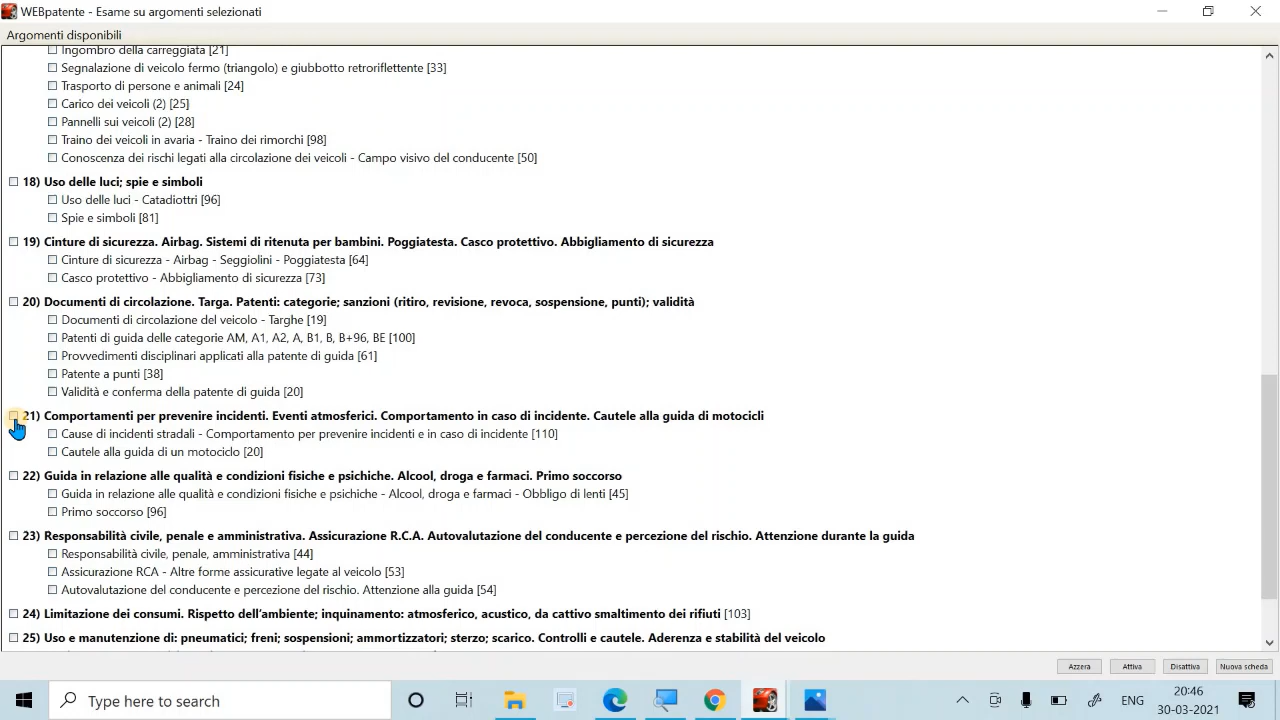 WEBpatente - Esame su argomenti selezionati
Argomenti disponibili
Ingombro della carreggiata [21]
Segnalazione di veicolo fermo (triangolo) e giubbotto retroriflettente [33]
Trasporto di persone e animali [24]
Carico dei veicoli (2) [25]
Pannelli sui veicoli (2) [28]
Traino dei veicoli in avaria - Traino dei rimorchi [98]
Conoscenza dei rischi legati alla circolazione dei veicoli - Campo visivo del conducente [50]
18) Uso delle luci; spie e simboli
Uso delle luci - Catadiottri [96]
Spie e simboli [81]
19) Cinture di sicurezza. Airbag. Sistemi di ritenuta per bambini. Poggiatesta. Casco protettivo. Abbigliamento di sicurezza
Cinture di sicurezza - Airbag - Seggiolini - Poggiatesta [64]
Casco protettivo - Abbigliamento di sicurezza [73]
20) Documenti di circolazione. Targa. Patenti: categorie; sanzioni (ritiro, revisione, revoca, sospensione, punti); validità
Documenti di circolazione del veicolo - Targhe [19]
Patenti di guida delle categorie AM, A1, A2, A, B1, B, B+96, BE [100]
Provvedimenti disciplinari applicati alla patente di guida [61]
Patente a punti [38]
Validità e conferma della patente di guida [20]
21) Comportamenti per prevenire incidenti. Eventi atmosferici. Comportamento in caso di incidente. Cautele alla guida di motocicli
Cause di incidenti stradali - Comportamento per prevenire incidenti e in caso di incidente [110]
Cautele alla guida di un motociclo [20]
22) Guida in relazione alle qualità e condizioni fisiche e psichiche. Alcool, droga e farmaci. Primo soccorso
Guida in relazione alle qualità e condizioni fisiche e psichiche - Alcool, droga e farmaci - Obbligo di lenti [45]
Primo soccorso [96]
23) Responsabilità civile, penale e amministrativa. Assicurazione R.C.A. Autovalutazione del conducente e percezione del rischio. Attenzione durante la guida
Responsabilità civile, penale, amministrativa [44]
Assicurazione RCA - Altre forme assicurative legate al veicolo [53]
Autovalutazione del conducente e percezione del rischio. Attenzione alla guida [54]
24) Limitazione dei consumi. Rispetto dell'ambiente; inquinamento: atmosferico, acustico, da cattivo smaltimento dei rifiuti [103]
25) Uso e manutenzione di: pneumatici; freni; sospensioni; ammortizzatori; sterzo; scarico. Controlli e cautele. Aderenza e stabilità del veicolo
Azzera Attiva Disattiva Nuova scheda
Type here to search ENG 20:46
30-03-2021